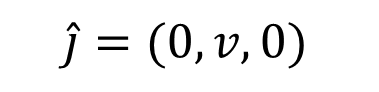 ĵ = (0, v, 0)